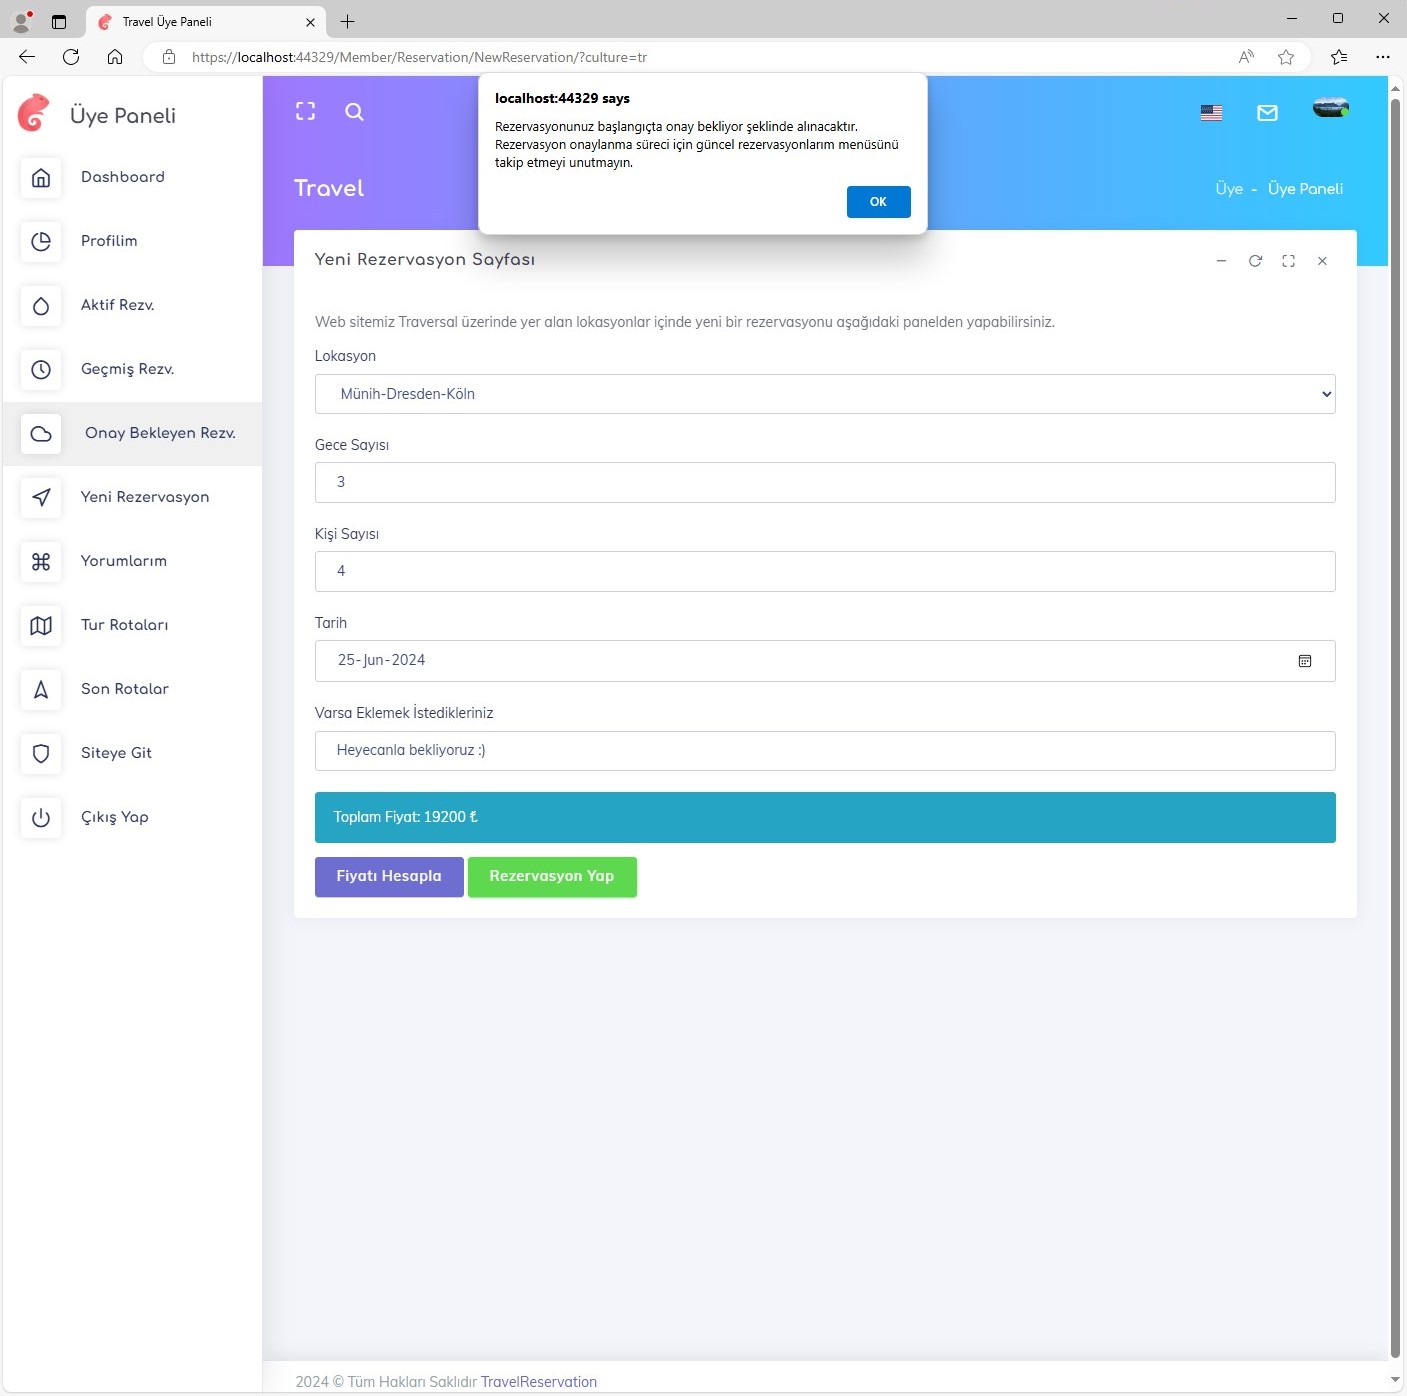 Travel Üye Paneli
https://localhost:44329/Member/Reservation/NewReservation/?culture=tr
localhost:44329 says
Rezervasyonunuz başlangıçta onay bekliyor şeklinde alınacaktır.
Rezervasyon onaylanma süreci için güncel rezervasyonlarım menüsünü
takip etmeyi unutmayın.
OK
Üye Paneli
Dashboard
Profilim
Aktif Rezv.
Geçmiş Rezv.
Onay Bekleyen Rezv.
Yeni Rezervasyon
Yorumlarım
Tur Rotaları
Son Rotalar
Siteye Git
Çıkış Yap
Travel
Üye - Üye Paneli
Yeni Rezervasyon Sayfası
Web sitemiz Traversal üzerinde yer alan lokasyonlar içinde yeni bir rezervasyonu aşağıdaki panelden yapabilirsiniz.
Lokasyon
Münih-Dresden-Köln
Gece Sayısı
3
Kişi Sayısı
4
Tarih
25-Jun-2024
Varsa Eklemek İstedikleriniz
Heyecanla bekliyoruz :)
Toplam Fiyat: 19200 ₺
Fiyatı Hesapla Rezervasyon Yap
2024 © Tüm Hakları Saklıdır TravelReservation